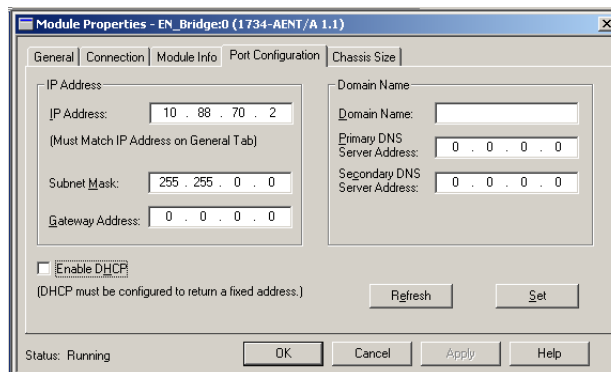 Module Properties - EN_Bridge:0 (1734-AENT/A 1.1)
General Connection Module Info Port Configuration Chassis Size
IP Address
IP Address: 10 . 88 . 70 . 2
(Must Match IP Address on General Tab)
Subnet Mask: 255 . 255 . 0 . 0
Gateway Address: 0 . 0 . 0 . 0
Domain Name
Domain Name:
Primary DNS
Server Address: 0 . 0 . 0 . 0
Secondary DNS
Server Address: 0 . 0 . 0 . 0
Enable DHCP
(DHCP must be configured to return a fixed address.)
Refresh Set
Status: Running OK Cancel Apply Help